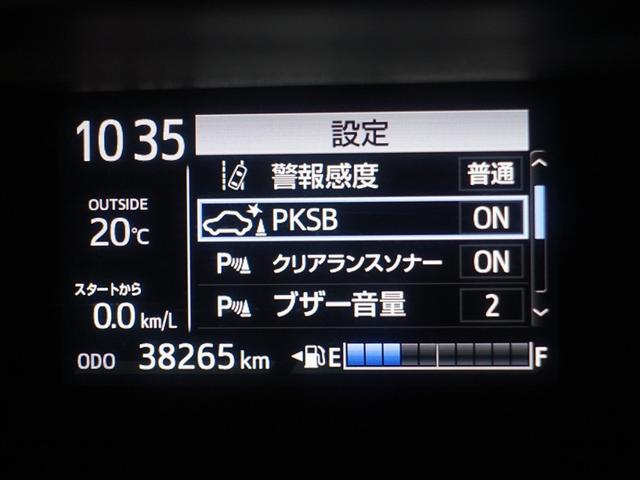 10 35
設定
警報感度 普通
OUTSIDE
20℃
PKSB ON
P クリアランスソナー ON
スタートから
0.0 km/L
P ブザー音量 2
ODO 38265 km
E F